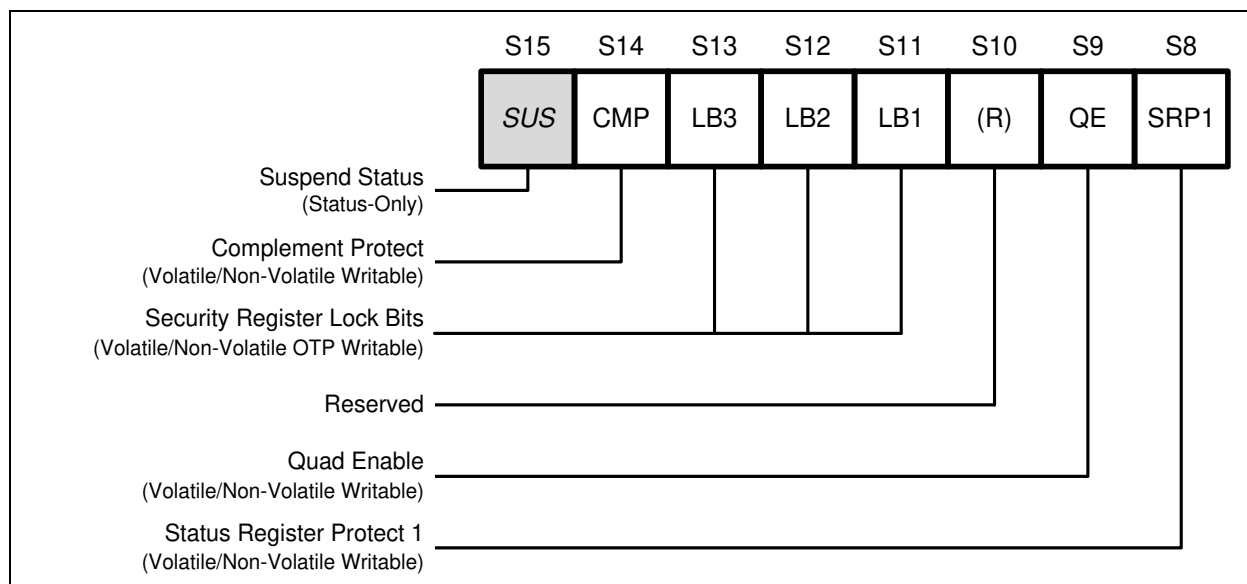 S15 S14 S13 S12 S11 S10 S9 S8
SUS CMP LB3 LB2 LB1 (R) QE SRP1
Suspend Status
(Status-Only)
Complement Protect
(Volatile/Non-Volatile Writable)
Security Register Lock Bits
(Volatile/Non-Volatile OTP Writable)
Reserved
Quad Enable
(Volatile/Non-Volatile Writable)
Status Register Protect 1
(Volatile/Non-Volatile Writable)